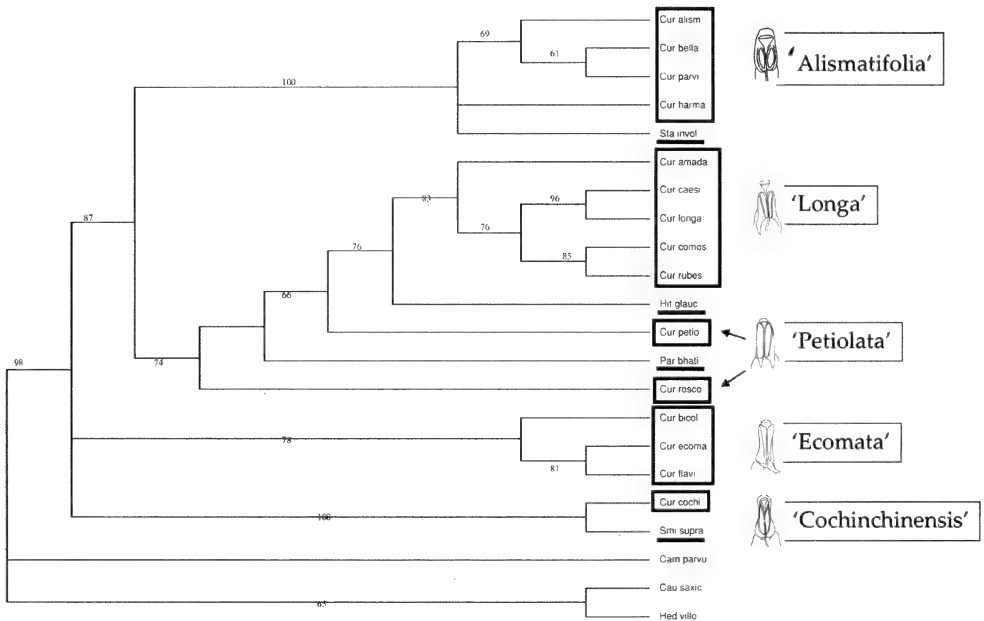 Cur alism
69
Cur bella
61
'Alismatifolia'
Cur parvi
100
Cur harma
Sta invol
Cur amada
83
Cur caesi
96
'Longa'
Cur longa
76
Cur comos
76
85
Cur rubes
66
Hit glauc
87
Cur petio
'Petiolata'
Par bhati
74
98
Cur rosco
Cur bicol
78
Cur ecoma
'Ecomata'
81
Cur flavi
Cur cochi
100
'Cochinchinensis'
Smi supra
Cam parvu
Cau saxic
65
Hed villo